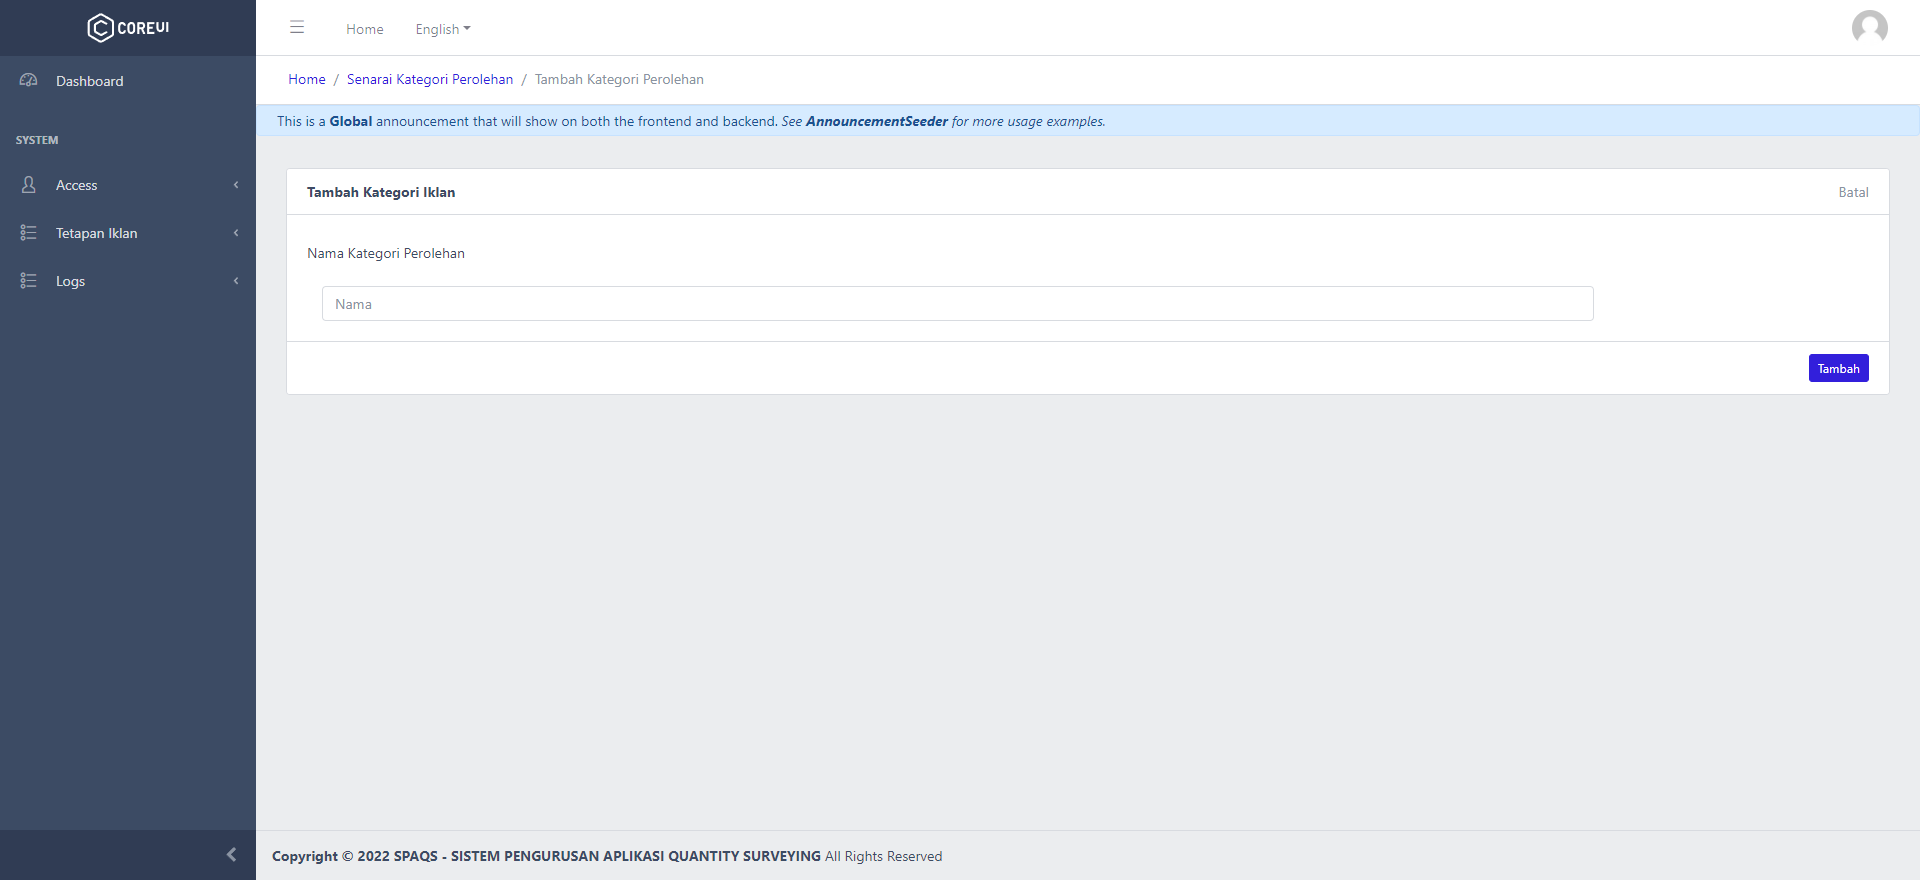 COREUI
Home
English
Dashboard
SYSTEM
Access
Tetapan Iklan
Logs
Home / Senarai Kategori Perolehan / Tambah Kategori Perolehan
This is a Global announcement that will show on both the frontend and backend. See AnnouncementSeeder for more usage examples.
Tambah Kategori Iklan
Batal
Nama Kategori Perolehan
Nama
Tambah
Copyright © 2022 SPAQS - SISTEM PENGURUSAN APLIKASI QUANTITY SURVEYING All Rights Reserved